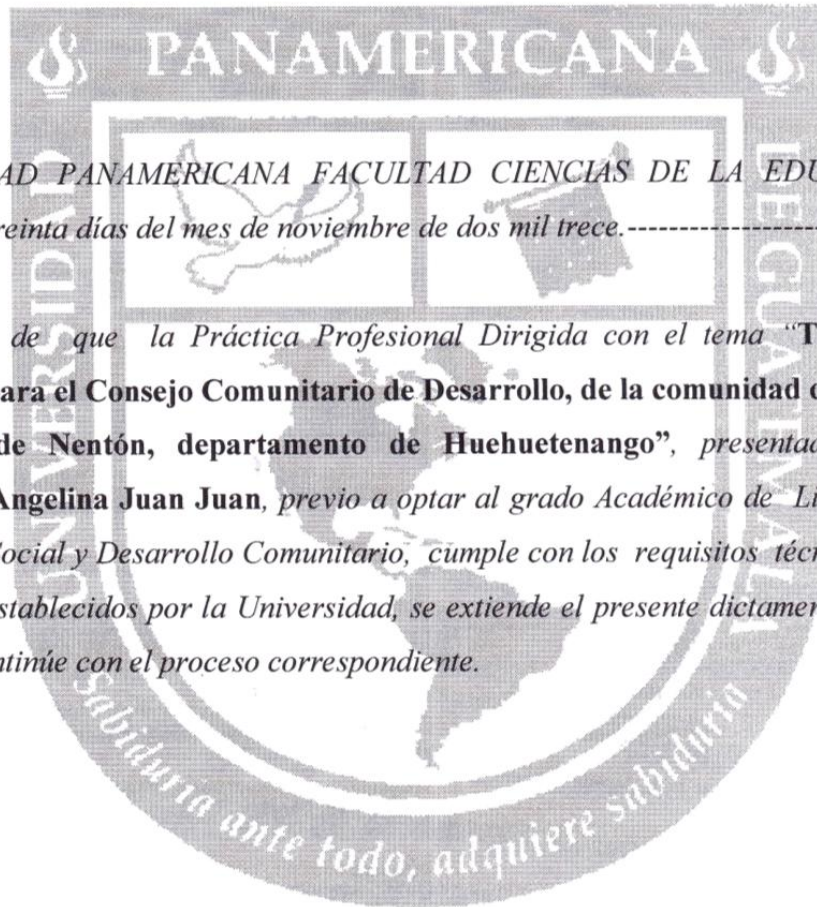 PANAMERICANA
UNIVERSIDAD
DE GUATEMALA
AD PANAMERICANA FACULTAD CIENCIAS DE LA EDU
reinta días del mes de noviembre de dos mil trece.--------------------
de que la Práctica Profesional Dirigida con el tema “T
ara el Consejo Comunitario de Desarrollo, de la comunidad
de Nentón, departamento de Huehuetenango”, presentad
Angelina Juan Juan, previo a optar al grado Académico de Li
ocial y Desarrollo Comunitario, cumple con los requisitos técn
stablecidos por la Universidad, se extiende el presente dictamen
ntinúe con el proceso correspondiente.
Sabiduría ante todo, adquiere sabiduría